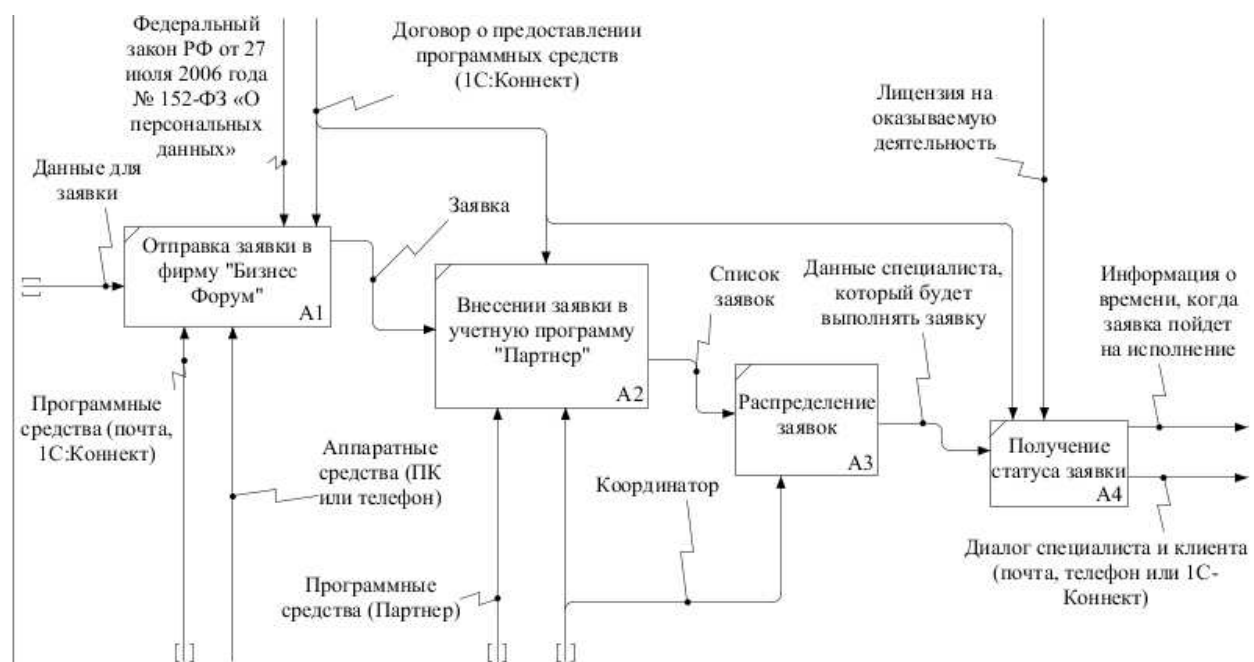 Федеральный
закон РФ от 27
июля 2006 года
№ 152-ФЗ «О
персональных
данных»
Договор о предоставлении
программных средств
(1С:Коннект)
Лицензия на
оказываемую
деятельность
Данные для
заявки
Заявка
Отправка заявки в
фирму "Бизнес
Форум"
А1
Внесении заявки в
учетную программу
"Партнер"
А2
Список
заявок
Данные специалиста,
который будет
выполнять заявку
Информация о
времени, когда
заявка пойдет
на исполнение
Распределение
заявок
А3
Получение
статуса заявки
А4
Программные
средства (почта,
1С:Коннект)
Аппаратные
средства (ПК
или телефон)
Координатор
Программные
средства (Партнер)
Диалог специалиста и клиента
(почта, телефон или 1С-
Коннект)